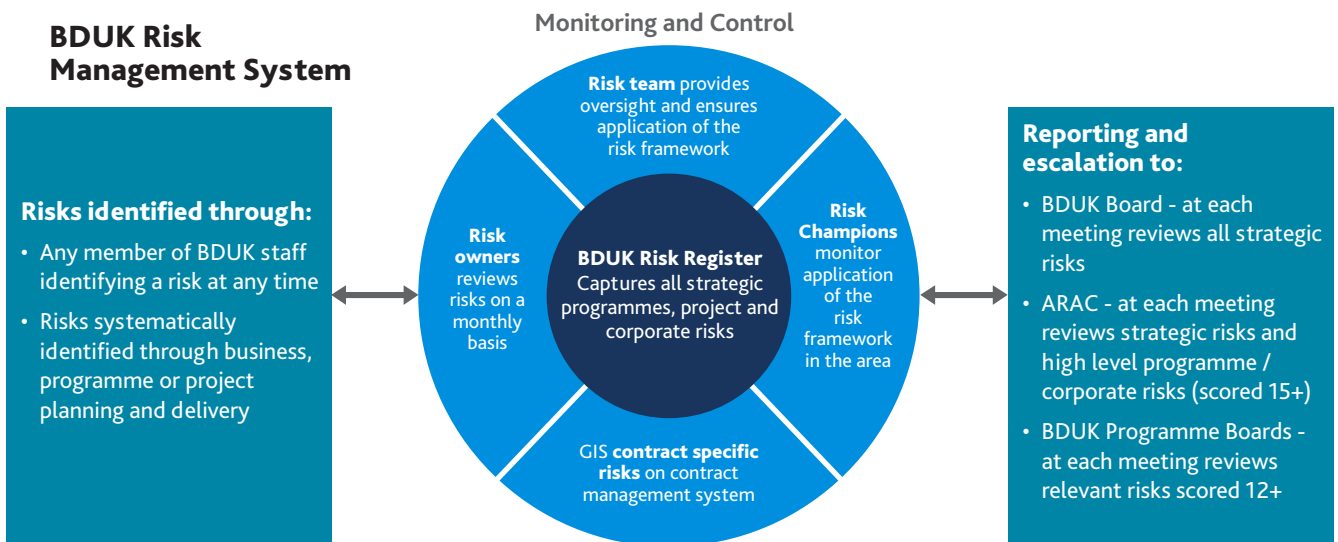 BDUK Risk
Management System
Monitoring and Control
Risks identified through:
• Any member of BDUK staff
identifying a risk at any time
• Risks systematically
identified through business,
programme or project
planning and delivery
Risk team provides
oversight and ensures
application of the
risk framework
Risk
owners
reviews
risks on a
monthly
basis
BDUK Risk Register
Captures all strategic
programmes, project and
corporate risks
Risk
Champions
monitor
application
of the
risk
framework
in the area
GIS contract specific
risks on contract
management system
Reporting and
escalation to:
• BDUK Board - at each
meeting reviews all strategic
risks
• ARAC - at each meeting
reviews strategic risks and
high level programme /
corporate risks (scored 15+)
• BDUK Programme Boards -
at each meeting reviews
relevant risks scored 12+